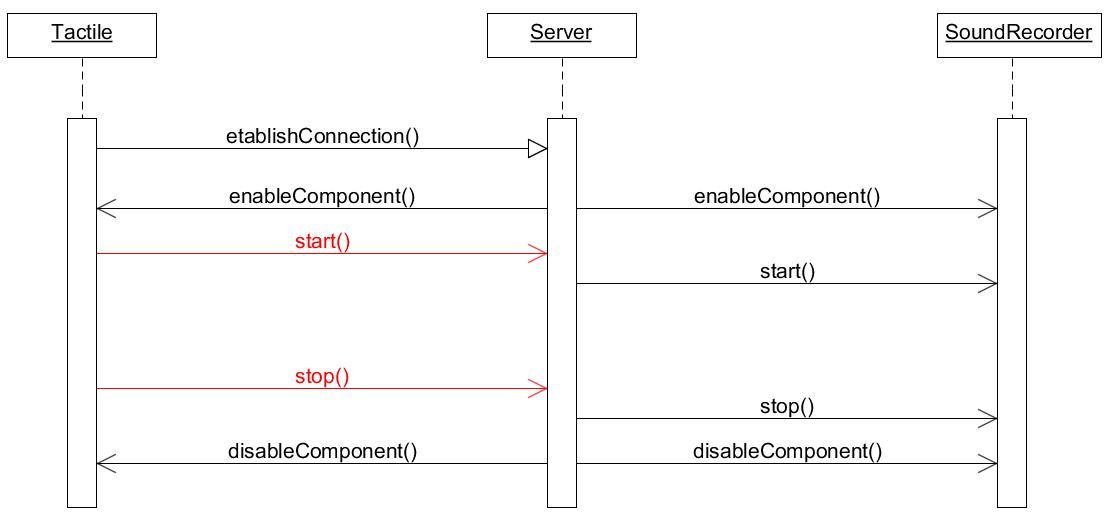 Tactile
Server
SoundRecorder
etablishConnection()
enableComponent()
enableComponent()
start()
start()
stop()
stop()
disableComponent()
disableComponent()